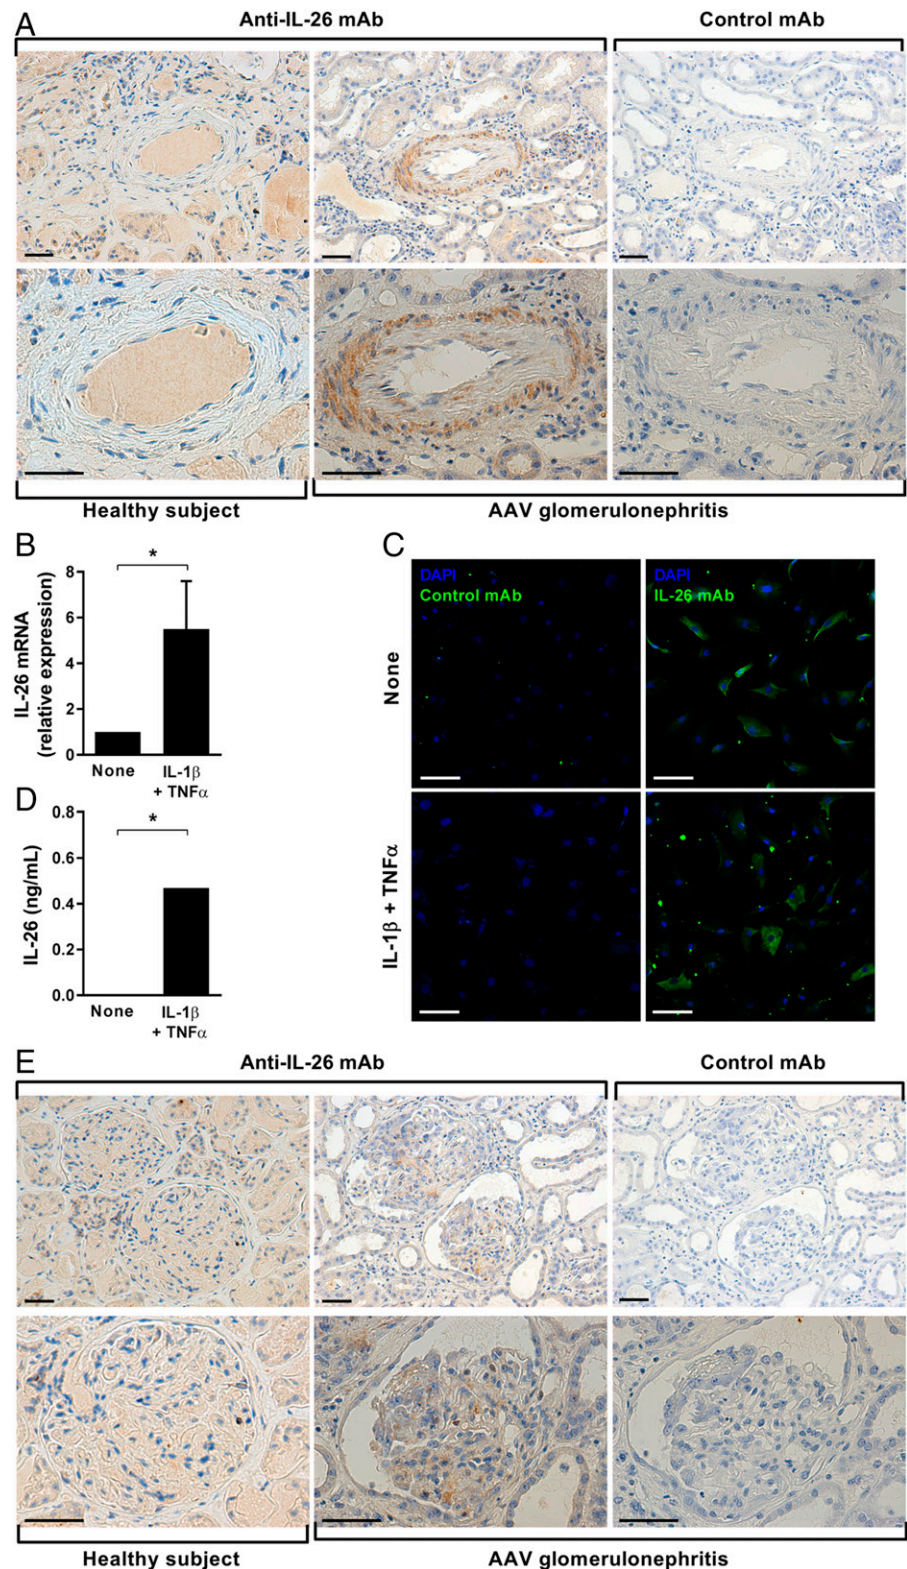 A
Anti-IL-26 mAb
Control mAb
Healthy subject
AAV glomerulonephritis
B
IL-26 mRNA
(relative expression)
8
6
4
2
0
*
None
IL-1β
+ TNFα
C
DAPI
Control mAb
DAPI
IL-26 mAb
None
IL-1β + TNFα
D
IL-26 (ng/mL)
0.8
0.6
0.4
0.2
0.0
*
None
IL-1β
+ TNFα
E
Anti-IL-26 mAb
Control mAb
Healthy subject
AAV glomerulonephritis